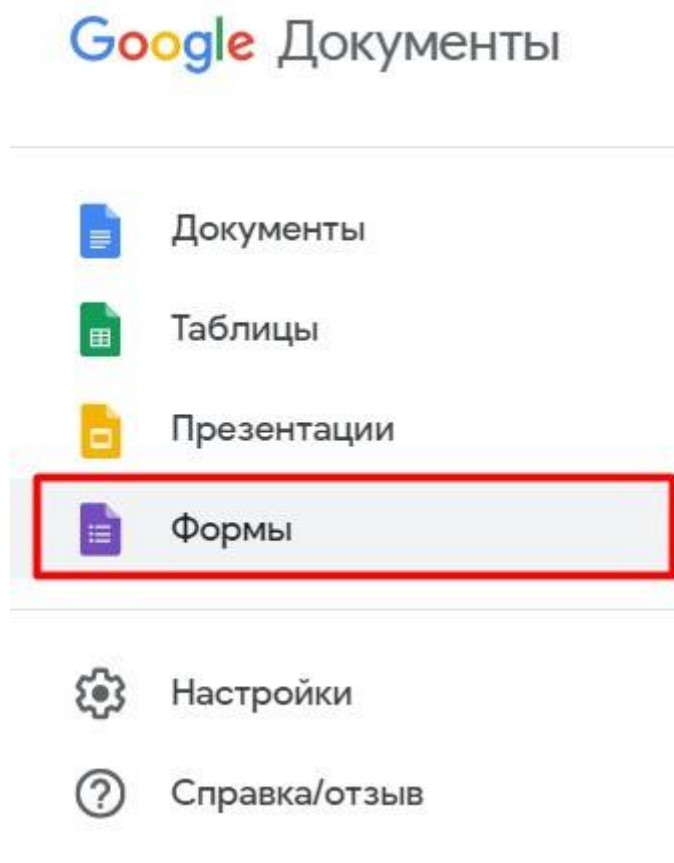 Google Документы
Документы
Таблицы
Презентации
Формы
Настройки
Справка/отзыв